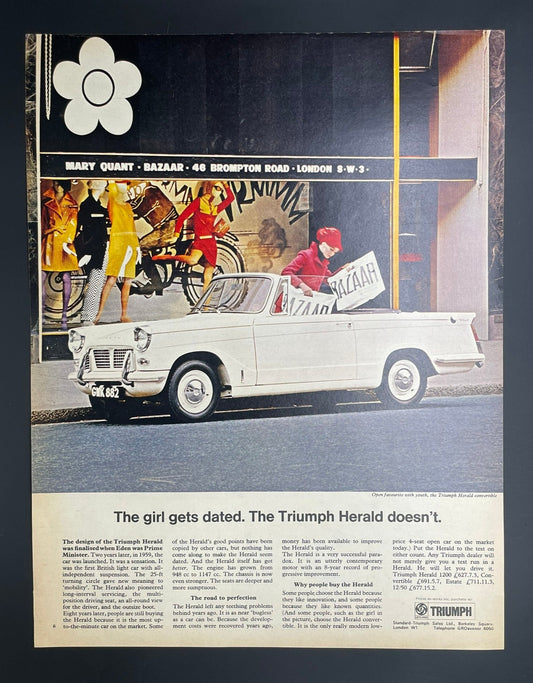 MARY QUANT · BAZAAR · 46 BROMPTON ROAD · LONDON S·W·3·
BAZAAR
BAZAAR
GWK 882
Open favourite with youth, the Triumph Herald convertible
The girl gets dated. The Triumph Herald doesn't.
The design of the Triumph Herald
was finalised when Eden was Prime
Minister. Two years later, in 1959, the
car was launched. It was a sensation. It
was the first British light car with all-
independent suspension. The 25-ft
turning circle gave new meaning to
'mobility'. The Herald also pioneered
long-interval servicing, the multi-
position driving seat, an all-round view
for the driver, and the outsize boot.
Eight years later, people are still buying
the Herald because it is the most up-
to-the-minute car on the market. Some
of the Herald's good points have been
copied by other cars, but nothing has
come along to make the Herald seem
dated. And the Herald itself has got
better. The engine has grown from
948 cc to 1147 cc. The chassis is now
even stronger. The seats are deeper and
more sumptuous.
The road to perfection
The Herald left any teething problems
behind years ago. It is as near 'bugless'
as a car can be. Because the develop-
ment costs were recovered years ago,
money has been available to improve
the Herald's quality.
The Herald is a very successful para-
dox. It is an utterly contemporary
motor with an 8-year record of pro-
gressive improvement.
Why people buy the Herald
Some people choose the Herald because
they like innovation, and some people
because they like known quantities.
(And some people, such as the girl in
the picture, choose the Herald conver-
tible. It is the only really modern low-
price 4-seat open car on the market
today.) Put the Herald to the test on
either count. Any Triumph dealer will
not merely give you a test run in a
Herald. He will let you drive it.
Triumph Herald 1200 £627.7.3, Con-
vertible £691.5.7, Estate £711.11.3,
12/50 £677.15.2.
TRIUMPH
Standard-Triumph Sales Ltd., Berkeley Square,
London W1. Telephone GROsvenor 6050
6